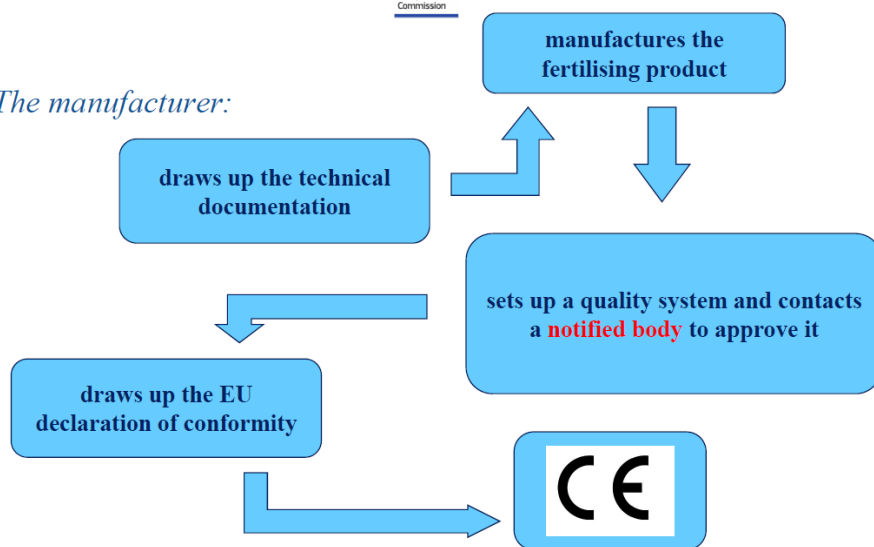 Commission
manufactures the
fertilising product
The manufacturer:
draws up the technical
documentation
sets up a quality system and contacts
a notified body to approve it
draws up the EU
declaration of conformity
CE